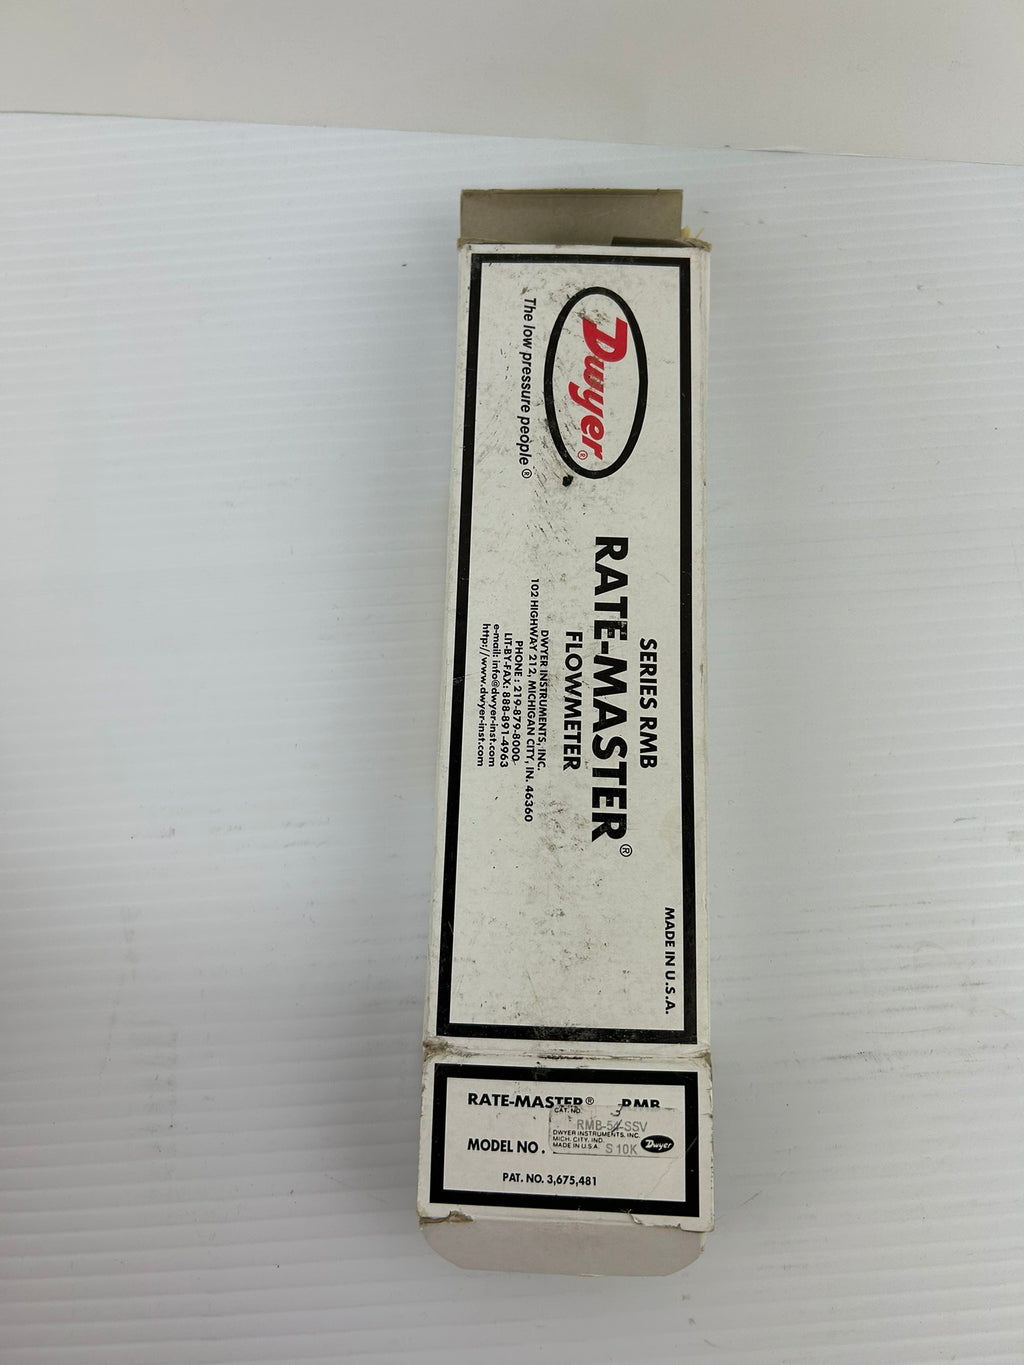 Dwyer®
The low pressure people®
SERIES RMB
RATE-MASTER®
FLOWMETER
DWYER INSTRUMENTS, INC.
102 HIGHWAY 212, MICHIGAN CITY, IN. 46360
PHONE: 219-879-8000
LIT-BY-FAX: 888-891-4963
e-mail: info@dwyer-inst.com
http://www.dwyer-inst.com
MADE IN U.S.A.
RATE-MASTER® RMB
CAT. NO. 3
RMB-54-SSV
DWYER INSTRUMENTS, INC.
MICH. CITY, IND.
MADE IN U.S.A. S 10K Dwyer
MODEL NO.
PAT. NO. 3,675,481